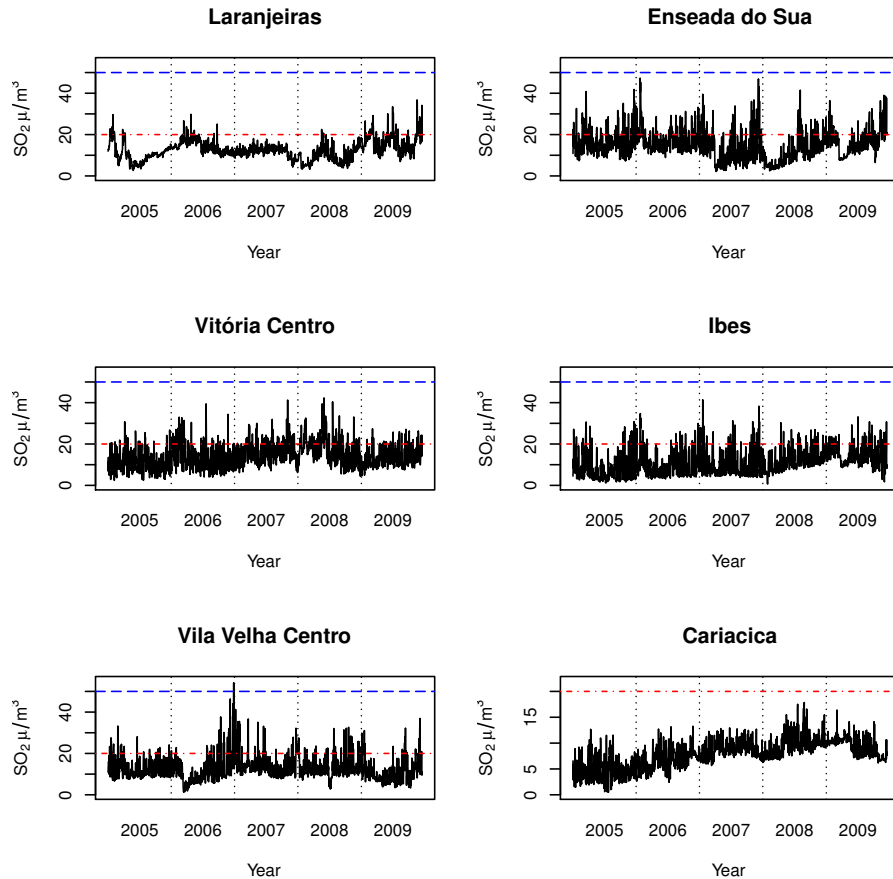 Laranjeiras
SO₂ μ/m³
0 20 40
2005 2006 2007 2008 2009
Year
Enseada do Sua
SO₂ μ/m³
0 20 40
2005 2006 2007 2008 2009
Year
Vitória Centro
SO₂ μ/m³
0 20 40
2005 2006 2007 2008 2009
Year
Ibes
SO₂ μ/m³
0 20 40
2005 2006 2007 2008 2009
Year
Vila Velha Centro
SO₂ μ/m³
0 20 40
2005 2006 2007 2008 2009
Year
Cariacica
SO₂ μ/m³
0 5 15
2005 2006 2007 2008 2009
Year